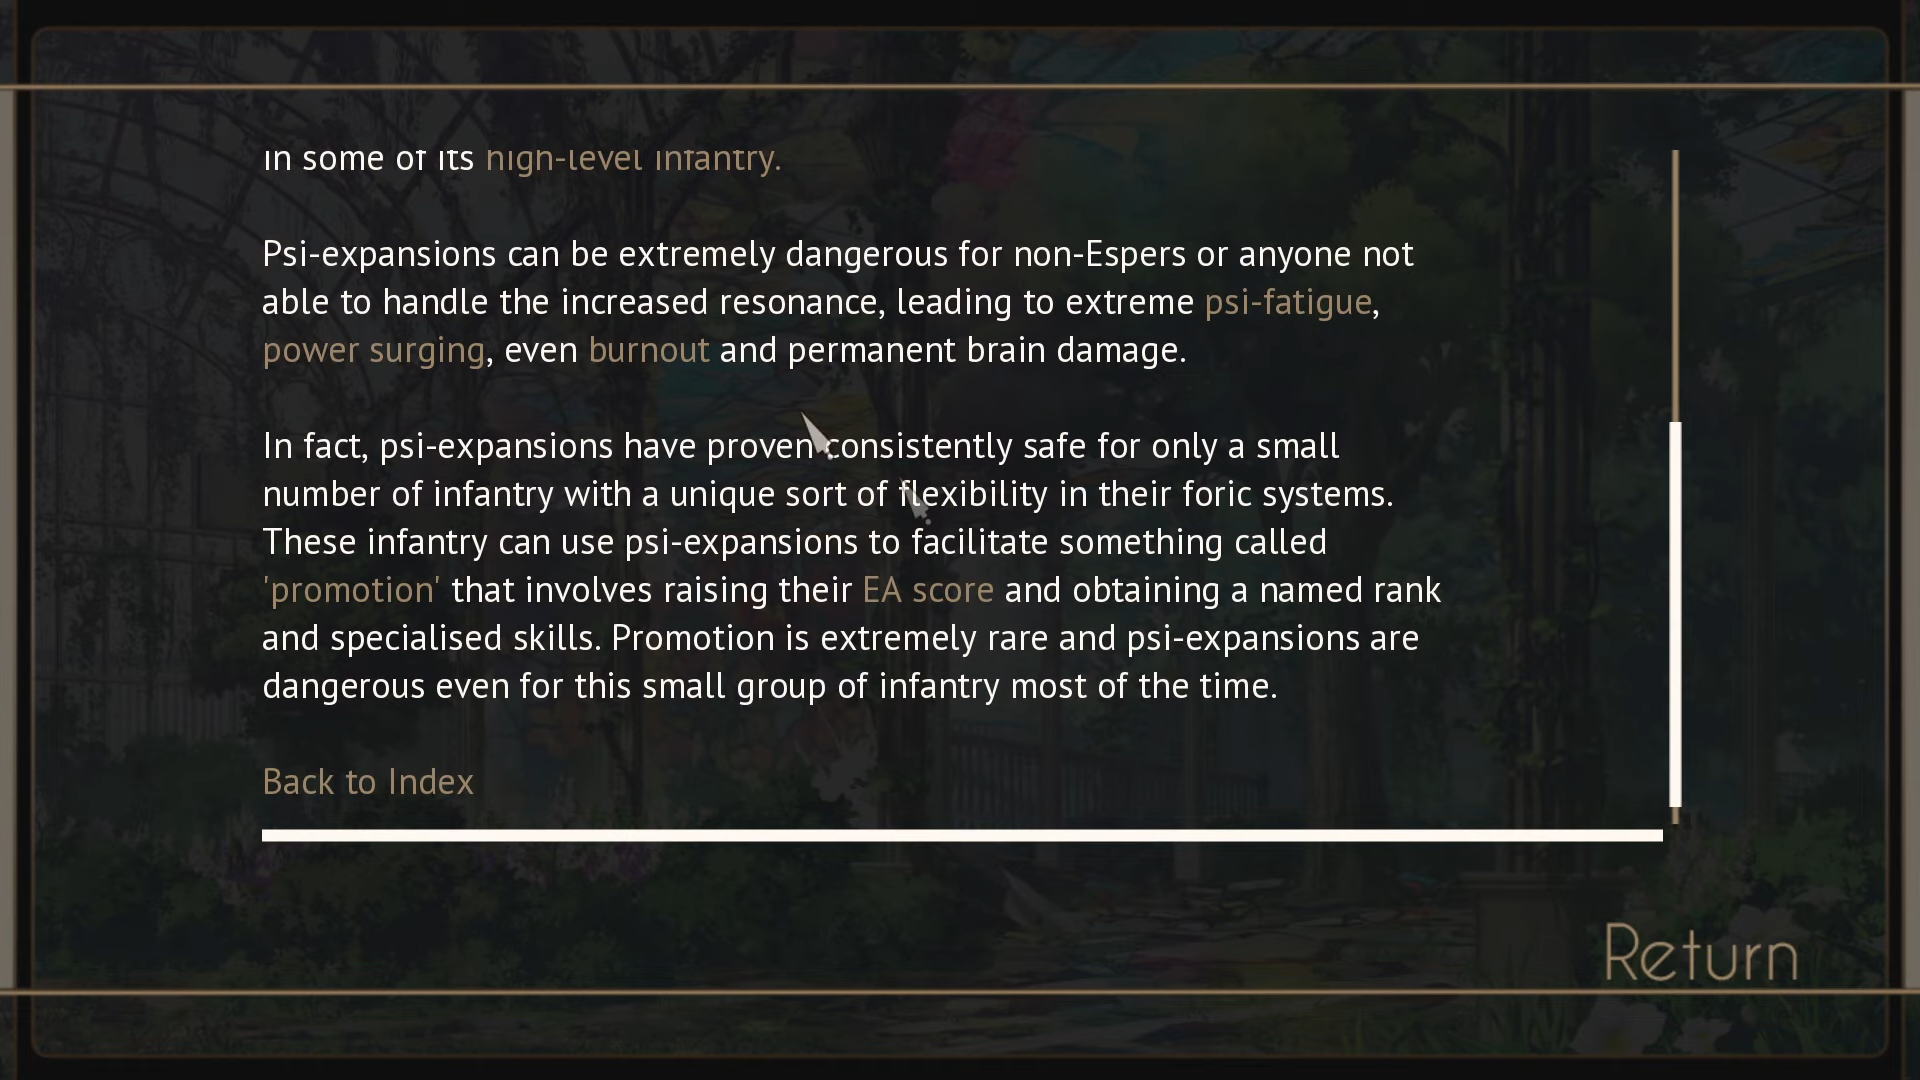 in some of its high-level infantry.
Psi-expansions can be extremely dangerous for non-Espers or anyone not
able to handle the increased resonance, leading to extreme psi-fatigue,
power surging, even burnout and permanent brain damage.
In fact, psi-expansions have proven consistently safe for only a small
number of infantry with a unique sort of flexibility in their foric systems.
These infantry can use psi-expansions to facilitate something called
'promotion' that involves raising their EA score and obtaining a named rank
and specialised skills. Promotion is extremely rare and psi-expansions are
dangerous even for this small group of infantry most of the time.
Back to Index
Return